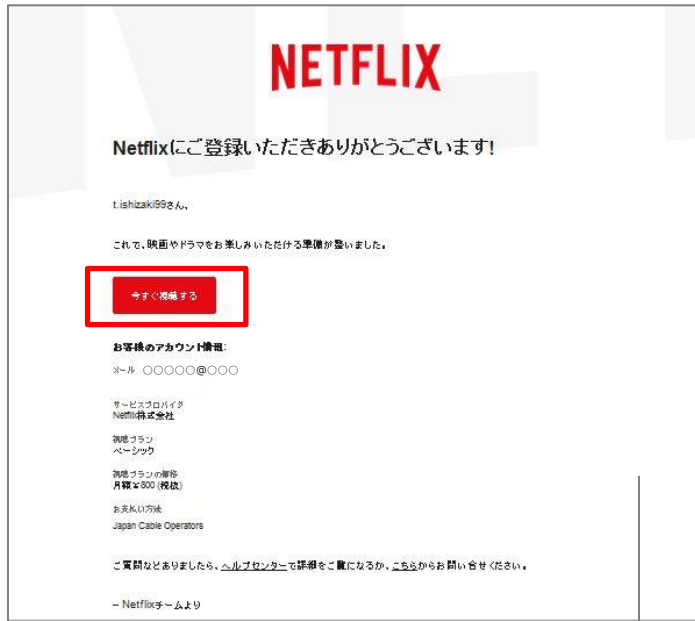 NETFLIX
Netflixにご登録いただきありがとうございます!
t.ishizaki99さん、
これで、映画やドラマをお楽しみいただける準備が整いました。
今すぐ視聴する
お客様のアカウント情報:
メール 〇〇〇〇〇@〇〇〇
サービスプロバイダ
Netflix株式会社
視聴プラン
ベーシック
視聴プランの価格
月額￥800 (税抜)
お支払い方法
Japan Cable Operators
ご質問などありましたら、ヘルプセンターで詳細をご覧になるか、こちらからお問い合せください。
– Netflixチームより